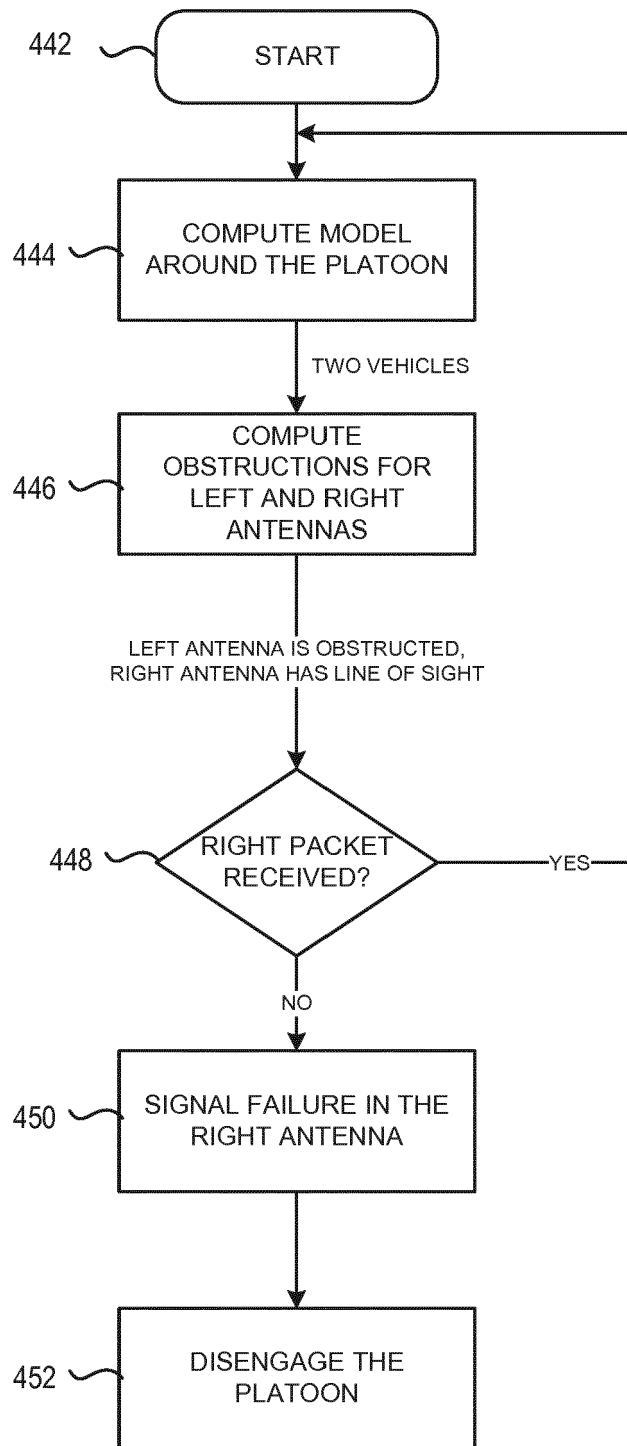 442
START
444
COMPUTE MODEL
AROUND THE PLATOON
TWO VEHICLES
446
COMPUTE
OBSTRUCTIONS FOR
LEFT AND RIGHT
ANTENNAS
LEFT ANTENNA IS OBSTRUCTED,
RIGHT ANTENNA HAS LINE OF SIGHT
448
RIGHT PACKET
RECEIVED?
YES
NO
450
SIGNAL FAILURE IN THE
RIGHT ANTENNA
452
DISENGAGE THE
PLATOON